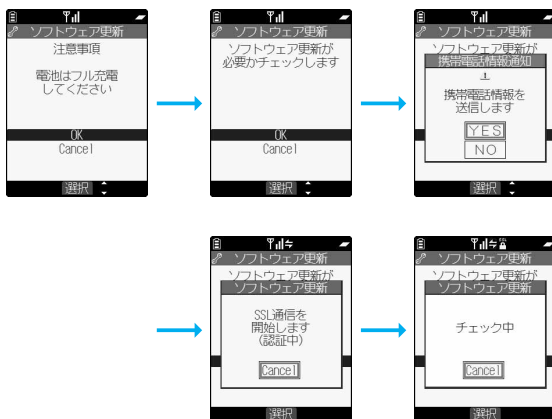 ソフトウェア更新
注意事項
電池はフル充電
してください
OK
Cancel
選択
ソフトウェア更新
ソフトウェア更新が
必要かチェックします
OK
Cancel
選択
ソフトウェア更新
ソフトウェア更新が
携帯電話情報通知
携帯電話情報を
送信します
YES
NO
選択
ソフトウェア更新
ソフトウェア更新が
ソフトウェア更新
SSL通信を
開始します
(認証中)
Cancel
選択
ソフトウェア更新
ソフトウェア更新が
ソフトウェア更新
チェック中
Cancel
選択